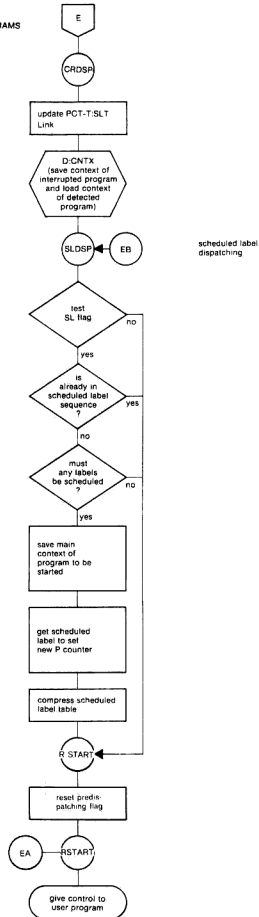 RAMS
E
CRDSP
update PCT-T:SLT
Link
D:CNTX
(save context of
interrupted program
and load context
of detected
program)
SLDSP
EB
scheduled label
dispatching
test
SL flag
no
yes
is
already in
scheduled label
sequence
?
yes
no
must
any labels
be scheduled
?
no
yes
save main
context of
program to be
started
get scheduled
label to set
new P counter
compress scheduled
label table
R START
reset predis-
patching flag
EA
RSTART
give control to
user program